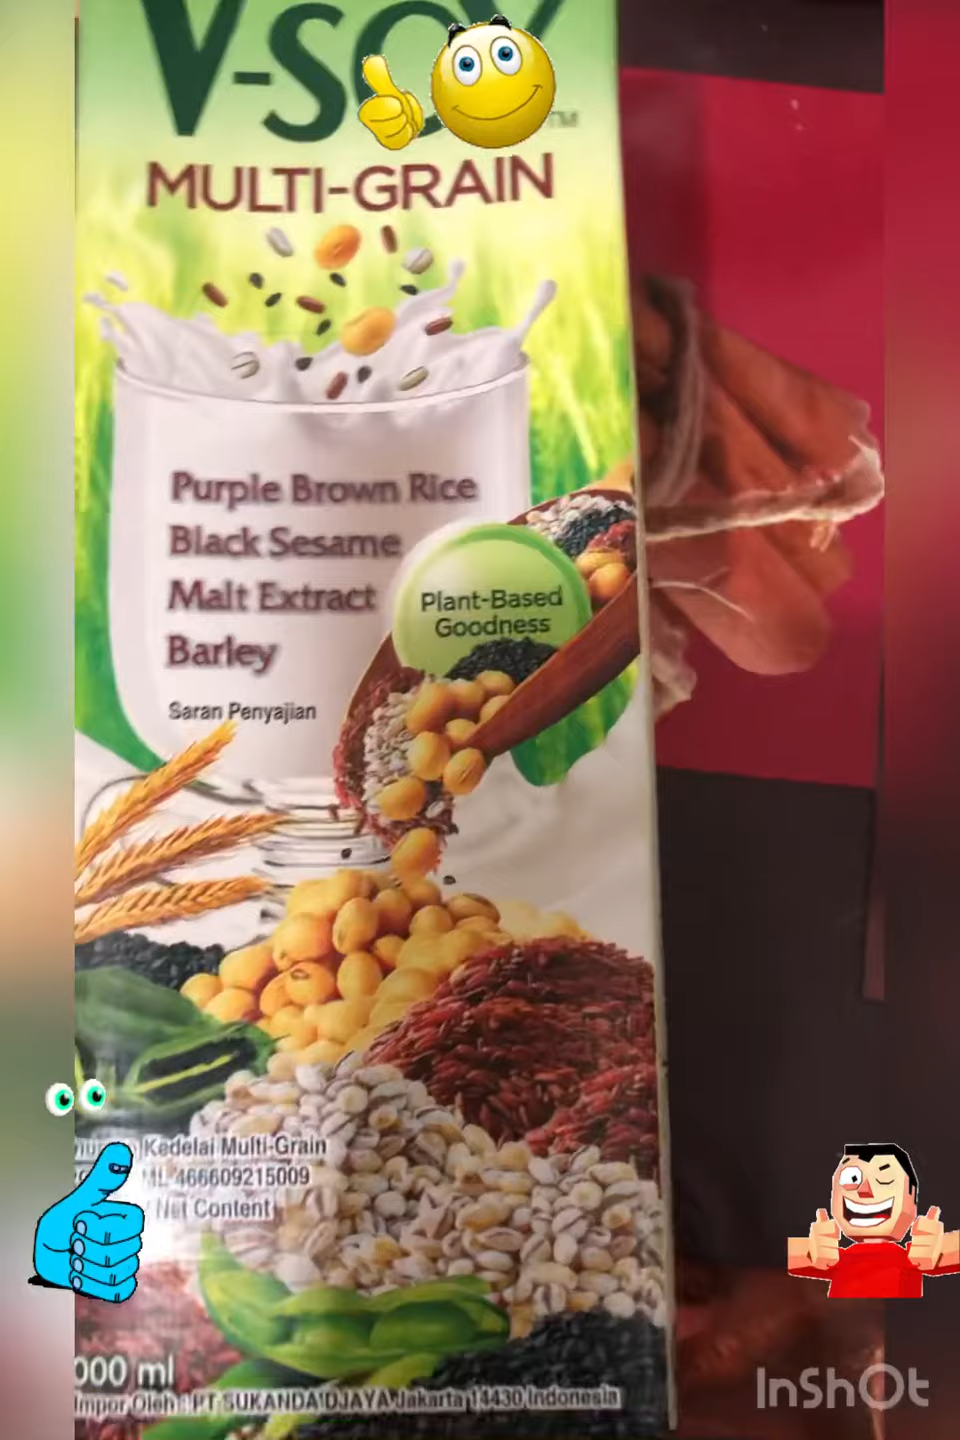 V-SOY
TM
MULTI-GRAIN
Purple Brown Rice
Black Sesame
Malt Extract
Barley
Plant-Based
Goodness
Saran Penyajian
Kedelai Multi-Grain
ML 466609215009
Net Content
000 ml
Impor Oleh : PT SUKANDA DJAYA Jakarta 14430 Indonesia
InShOt